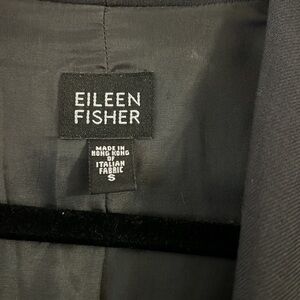 EILEEN
FISHER
MADE IN
HONG KONG
OF
ITALIAN
FABRIC
S